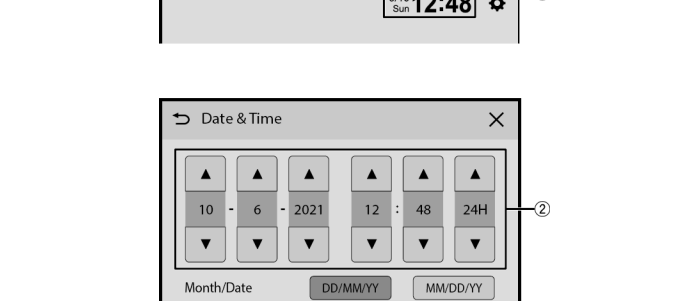 Sun 12:48
Date & Time
10 - 6 - 2021 12 : 48 24H
②
Month/Date DD/MM/YY MM/DD/YY